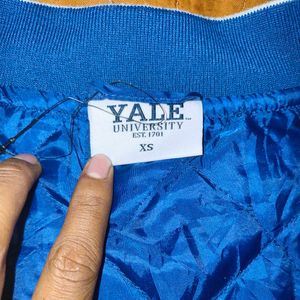 YALE
UNIVERSITY
EST. 1701
XS